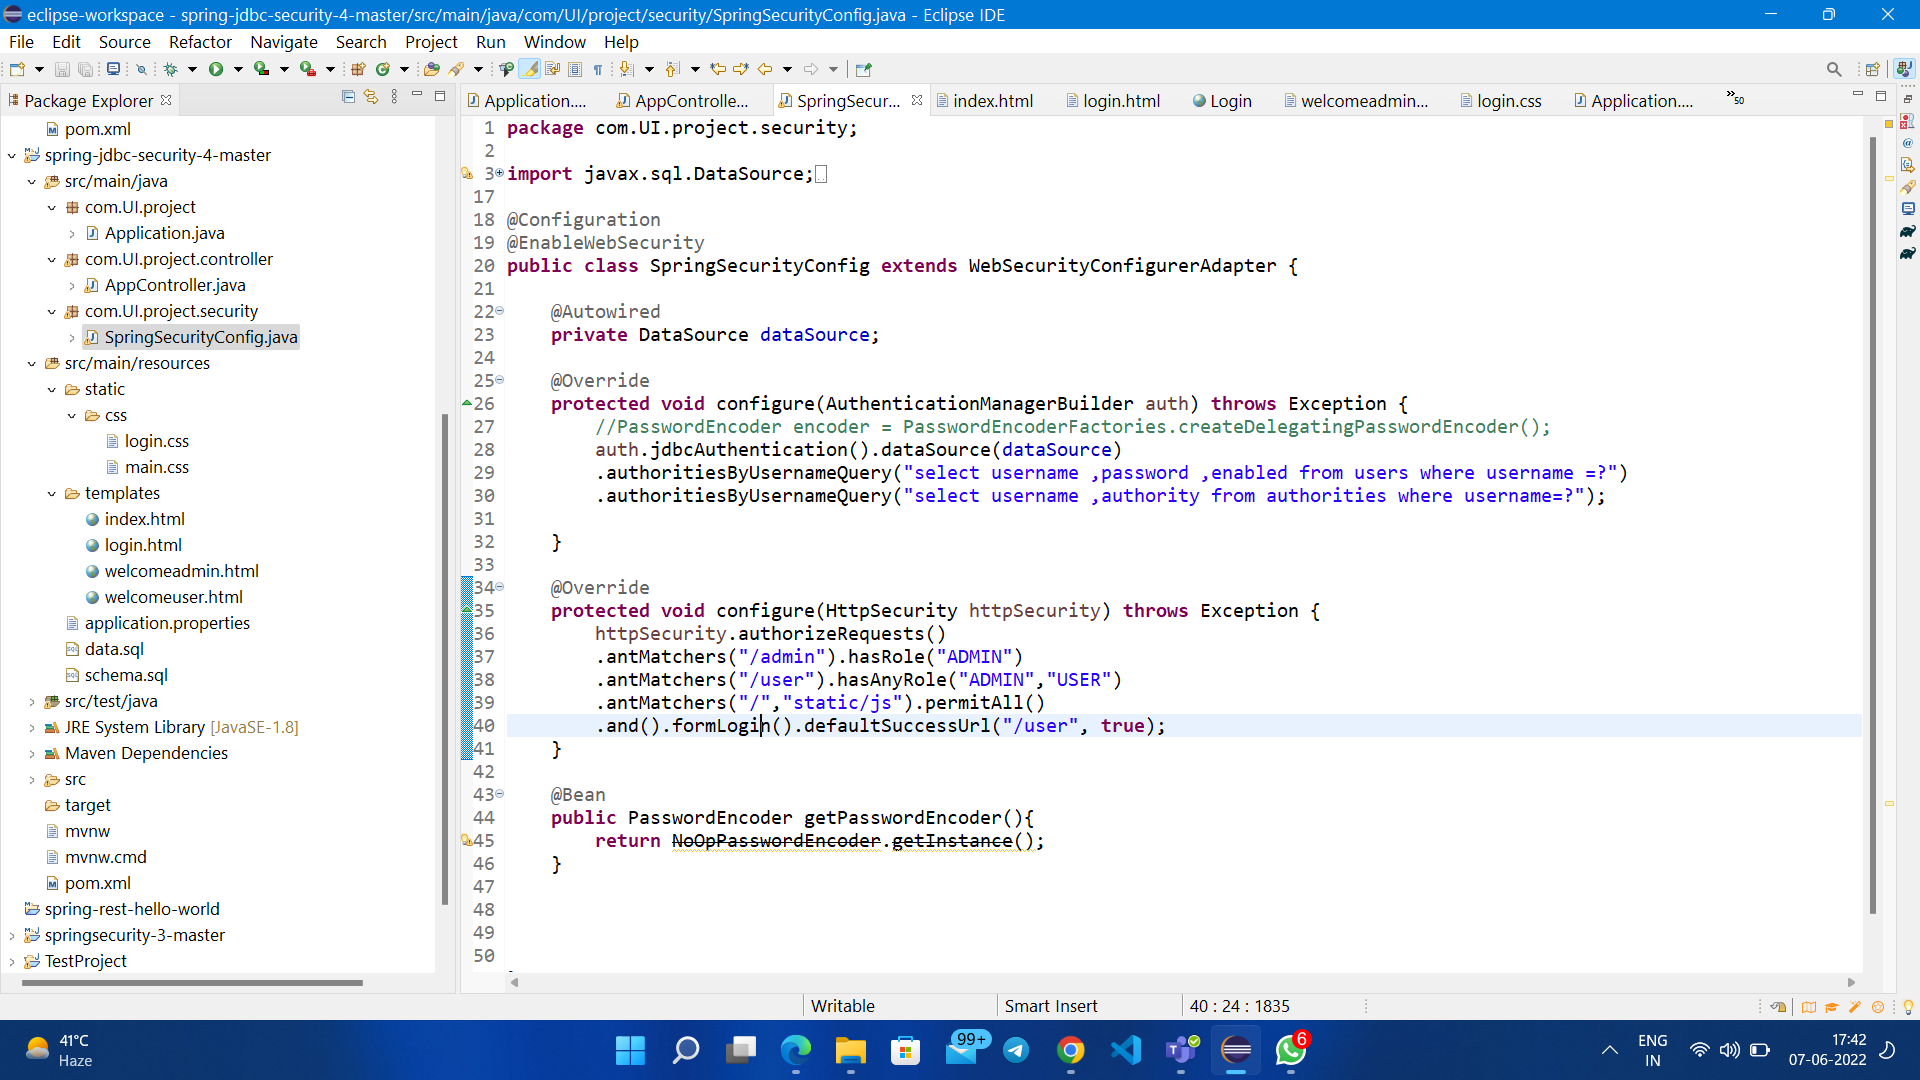 eclipse-workspace - spring-jdbc-security-4-master/src/main/java/com/UI/project/security/SpringSecurityConfig.java - Eclipse IDE
File Edit Source Refactor Navigate Search Project Run Window Help
Package Explorer
Application....
AppControlle...
SpringSecur...
index.html
login.html
Login
welcomeadmin...
login.css
Application....
»50
pom.xml
spring-jdbc-security-4-master
src/main/java
com.UI.project
Application.java
com.UI.project.controller
AppController.java
com.UI.project.security
SpringSecurityConfig.java
src/main/resources
static
css
login.css
main.css
templates
index.html
login.html
welcomeadmin.html
welcomeuser.html
application.properties
data.sql
schema.sql
src/test/java
JRE System Library [JavaSE-1.8]
Maven Dependencies
src
target
mvnw
mvnw.cmd
pom.xml
spring-rest-hello-world
springsecurity-3-master
TestProject
1 package com.UI.project.security;
2
3 import javax.sql.DataSource;
17
18 @Configuration
19 @EnableWebSecurity
20 public class SpringSecurityConfig extends WebSecurityConfigurerAdapter {
21
22 @Autowired
23 private DataSource dataSource;
24
25 @Override
26 protected void configure(AuthenticationManagerBuilder auth) throws Exception {
27 //PasswordEncoder encoder = PasswordEncoderFactories.createDelegatingPasswordEncoder();
28 auth.jdbcAuthentication().dataSource(dataSource)
29 .authoritiesByUsernameQuery("select username ,password ,enabled from users where username =?")
30 .authoritiesByUsernameQuery("select username ,authority from authorities where username=?");
31
32 }
33
34 @Override
35 protected void configure(HttpSecurity httpSecurity) throws Exception {
36 httpSecurity.authorizeRequests()
37 .antMatchers("/admin").hasRole("ADMIN")
38 .antMatchers("/user").hasAnyRole("ADMIN","USER")
39 .antMatchers("/","static/js").permitAll()
40 .and().formLogin().defaultSuccessUrl("/user", true);
41 }
42
43 @Bean
44 public PasswordEncoder getPasswordEncoder(){
45 return NoOpPasswordEncoder.getInstance();
46 }
47
48
49
50
Writable
Smart Insert
40 : 24 : 1835
41°C
Haze
99+
6
ENG
IN
17:42
07-06-2022